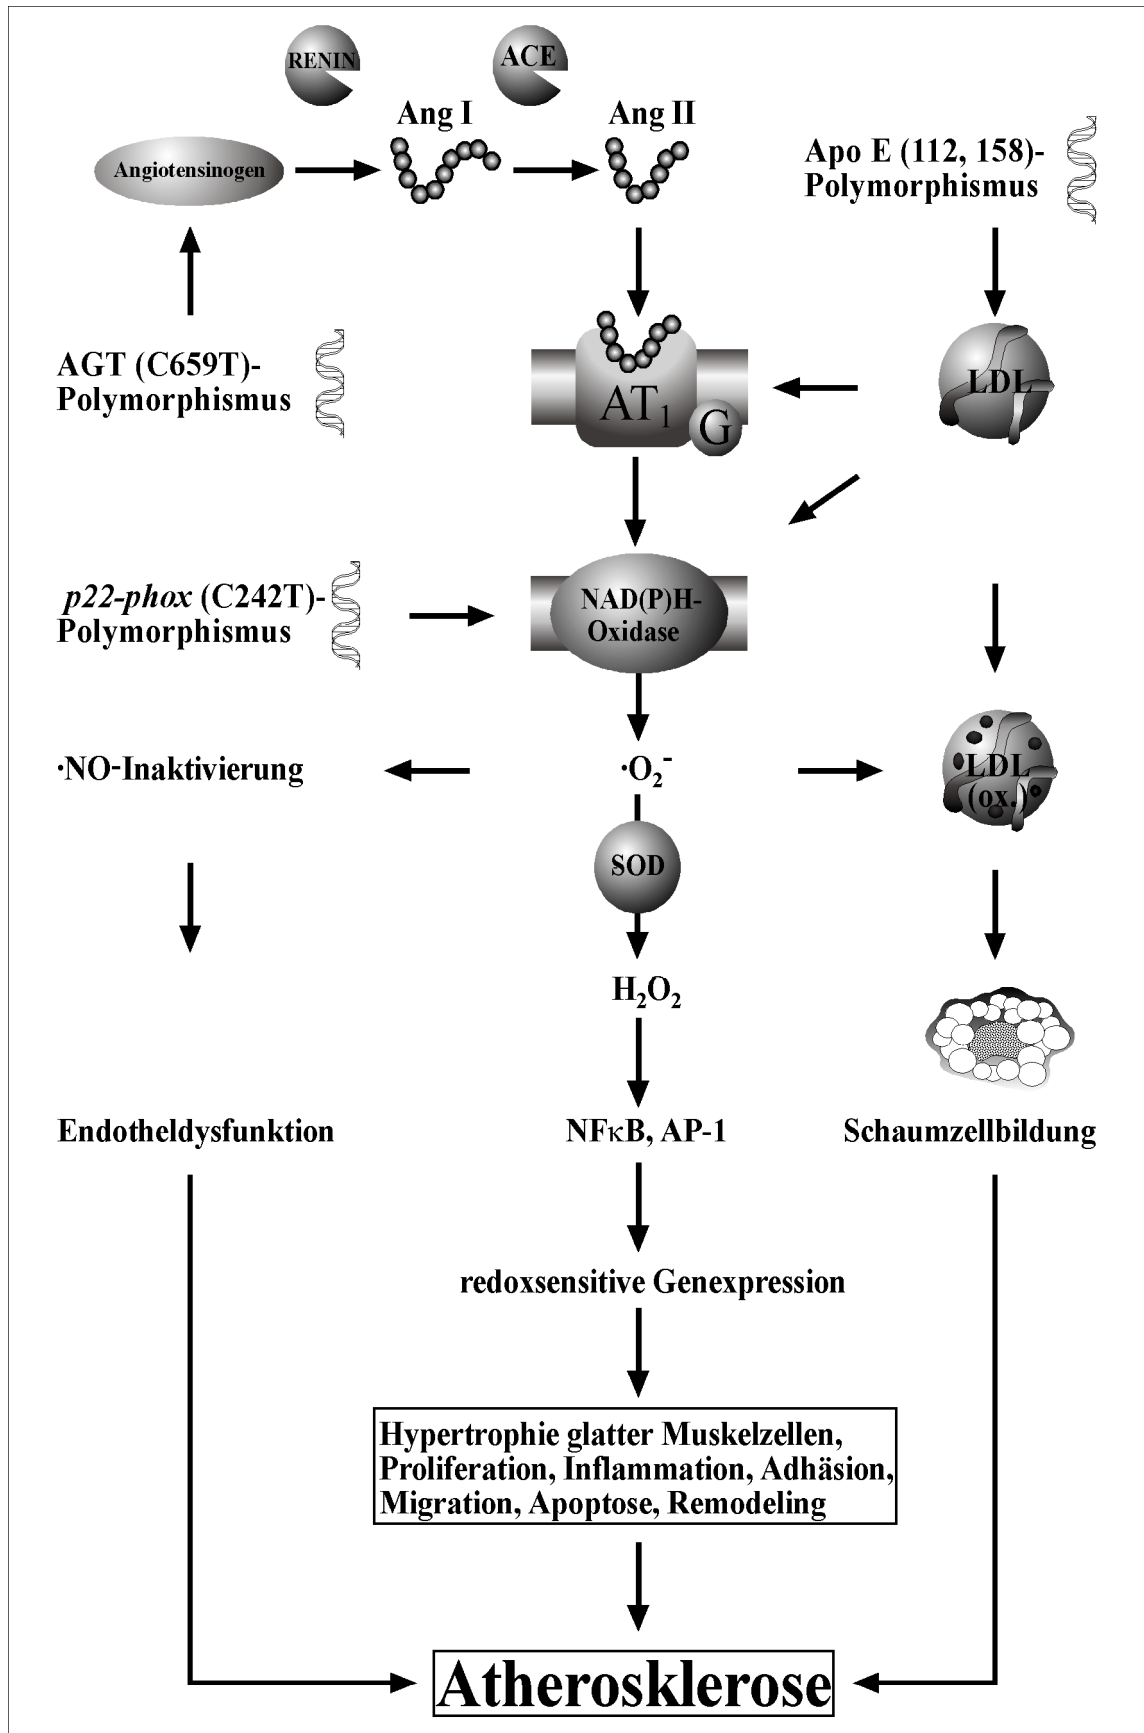 RENIN
ACE
Ang I
Ang II
Angiotensinogen
Apo E (112, 158)-
Polymorphismus
AGT (C659T)-
Polymorphismus
AT₁
G
LDL
p22-phox (C242T)-
Polymorphismus
NAD(P)H-
Oxidase
·NO-Inaktivierung
·O₂⁻
LDL
(ox.)
SOD
H₂O₂
Endotheldysfunktion
NFκB, AP-1
Schaumzellbildung
redoxsensitive Genexpression
Hypertrophie glatter Muskelzellen,
Proliferation, Inflammation, Adhäsion,
Migration, Apoptose, Remodeling
Atherosklerose